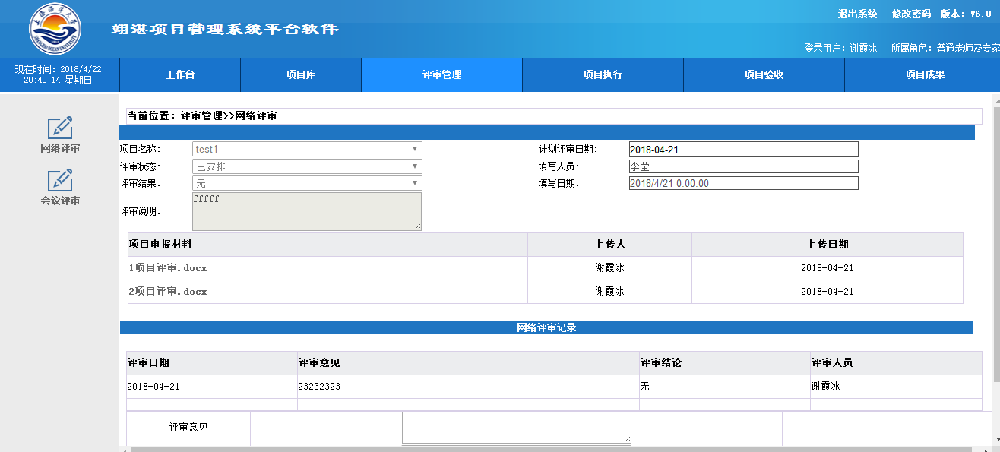 上海海洋大学
SHANGHAI OCEAN UNIVERSITY
翊湛项目管理系统平台软件
退出系统 修改密码 版本：V6.0
登录用户：谢霞冰 所属角色：普通老师及专家
现在时间：2018/4/22
20:40:14 星期日
工作台 项目库 评审管理 项目执行 项目验收 项目成果
网络评审
会议评审
当前位置：评审管理>>网络评审
项目名称： test1 计划评审日期： 2018-04-21
评审状态： 已安排 填写人员： 李莹
评审结果： 无 填写日期： 2018/4/21 0:00:00
评审说明： fffff
项目申报材料 上传人 上传日期
1项目评审.docx 谢霞冰 2018-04-21
2项目评审.docx 谢霞冰 2018-04-21
网络评审记录
评审日期 评审意见 评审结论 评审人员
2018-04-21 23232323 无 谢霞冰
评审意见